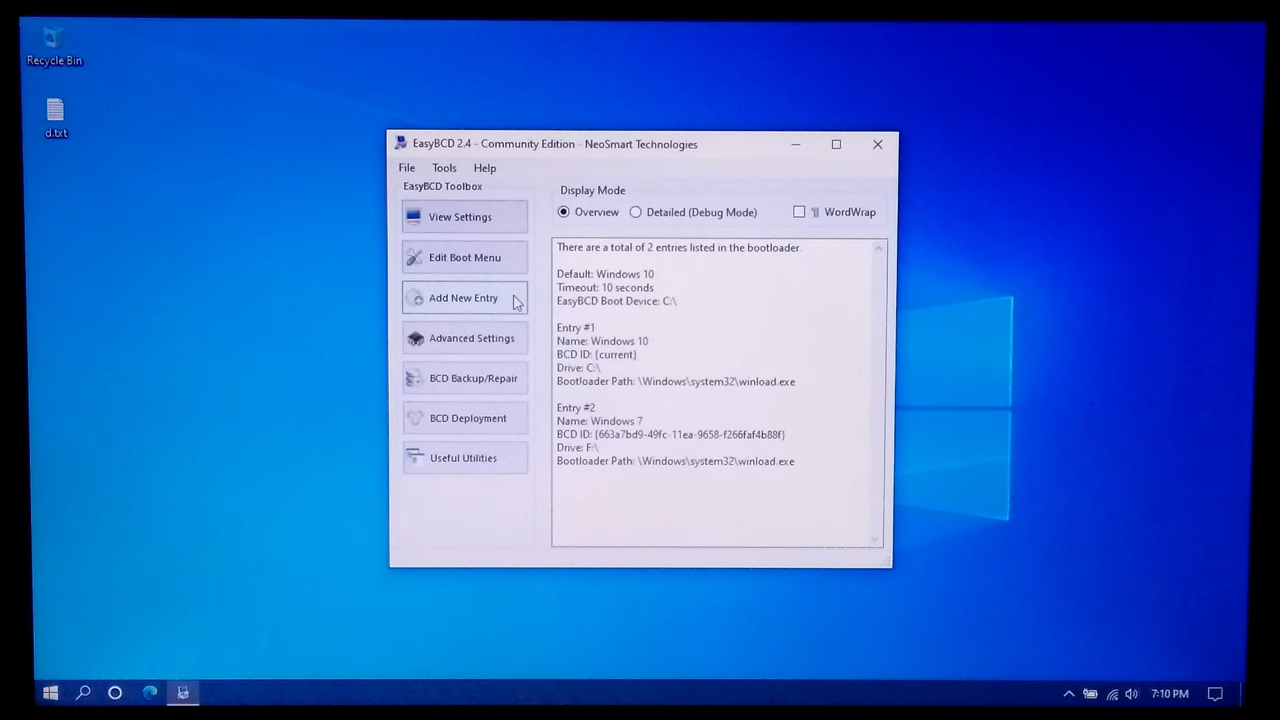 Recycle Bin
d.txt
EasyBCD 2.4 - Community Edition - NeoSmart Technologies
File Tools Help
EasyBCD Toolbox
View Settings
Edit Boot Menu
Add New Entry
Advanced Settings
BCD Backup/Repair
BCD Deployment
Useful Utilities
Display Mode
Overview Detailed (Debug Mode) ¶ WordWrap
There are a total of 2 entries listed in the bootloader
Default: Windows 10
Timeout: 10 seconds
EasyBCD Boot Device: C:\
Entry #1
Name: Windows 10
BCD ID: {current}
Drive: C:\
Bootloader Path: \Windows\system32\winload.exe
Entry #2
Name: Windows 7
BCD ID: {663a7bd9-49fc-11ea-9658-f266faf4b88f}
Drive: F:\
Bootloader Path: \Windows\system32\winload.exe
7:10 PM